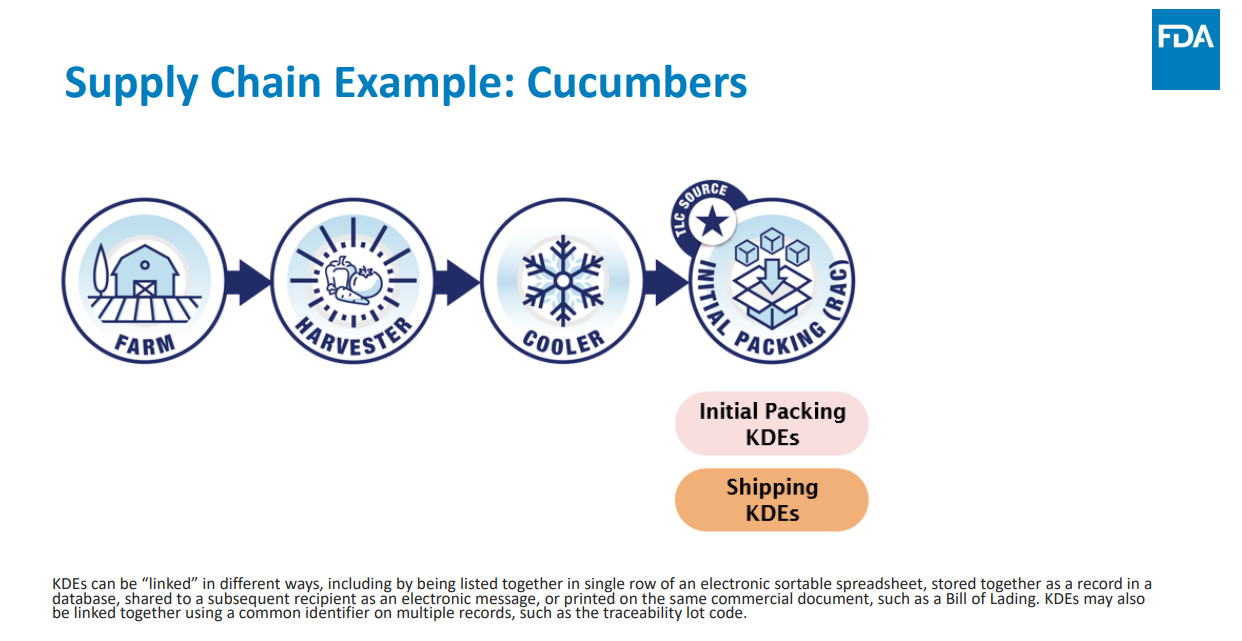 FDA
Supply Chain Example: Cucumbers
FARM
HARVESTER
COOLER
TLC SOURCE
INITIAL PACKING (RAC)
Initial Packing
KDEs
Shipping
KDEs
KDEs can be “linked” in different ways, including by being listed together in single row of an electronic sortable spreadsheet, stored together as a record in a
database, shared to a subsequent recipient as an electronic message, or printed on the same commercial document, such as a Bill of Lading. KDEs may also
be linked together using a common identifier on multiple records, such as the traceability lot code.